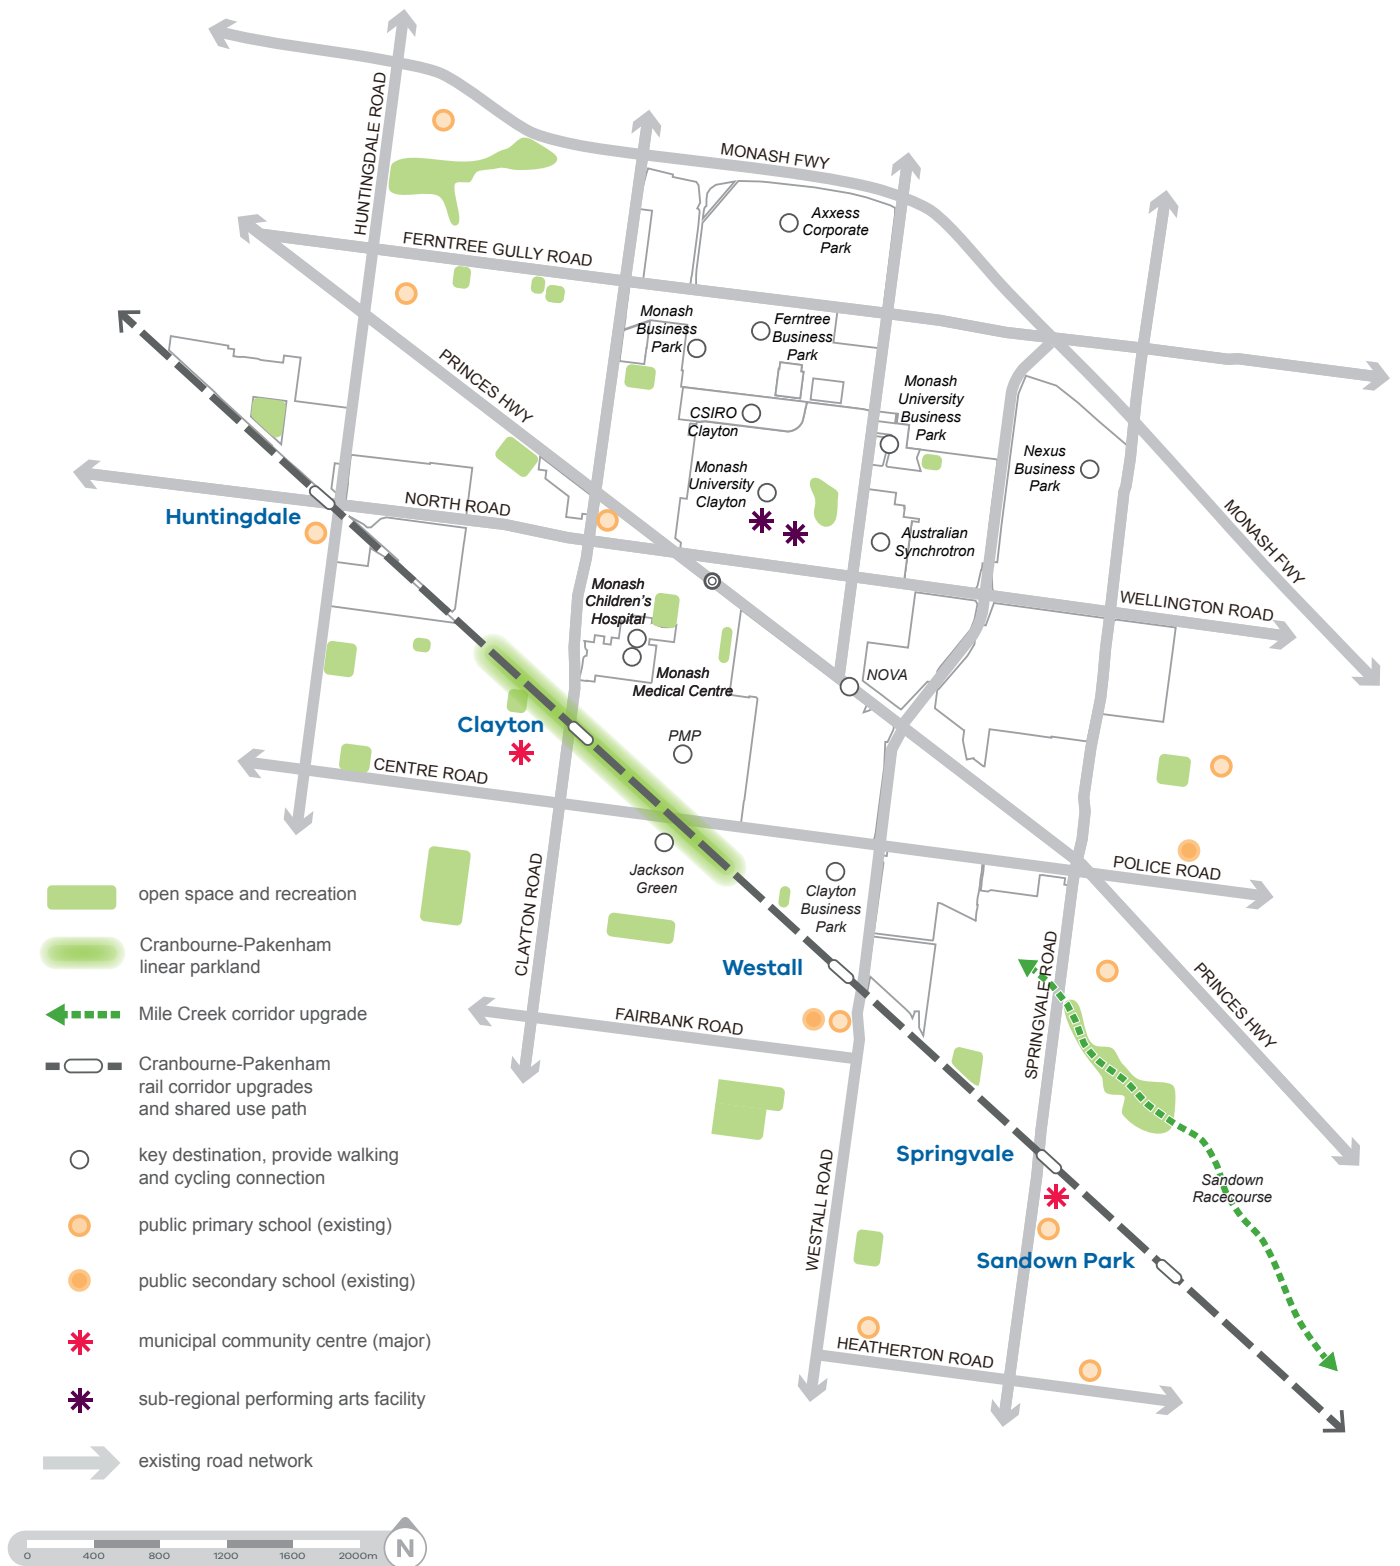 MONASH FWY
HUNTINGDALE ROAD
Axxess
Corporate
Park
FERNTREE GULLY ROAD
Monash
Business
Park
Ferntree
Business
Park
PRINCES HWY
Monash
University
Business
Park
CSIRO
Clayton
Nexus
Business
Park
Monash
University
Clayton
NORTH ROAD
Huntingdale
MONASH FWY
Australian
Synchrotron
Monash
Children's
Hospital
WELLINGTON ROAD
Monash
Medical Centre
NOVA
Clayton
PMP
CENTRE ROAD
POLICE ROAD
Jackson
Green
CLAYTON ROAD
Clayton
Business
Park
Westall
SPRINGVALE ROAD
PRINCES HWY
FAIRBANK ROAD
Springvale
Sandown
Racecourse
WESTALL ROAD
Sandown Park
HEATHERTON ROAD
open space and recreation
Cranbourne-Pakenham
linear parkland
Mile Creek corridor upgrade
Cranbourne-Pakenham
rail corridor upgrades
and shared use path
key destination, provide walking
and cycling connection
public primary school (existing)
public secondary school (existing)
municipal community centre (major)
sub-regional performing arts facility
existing road network
0 400 800 1200 1600 2000m
N